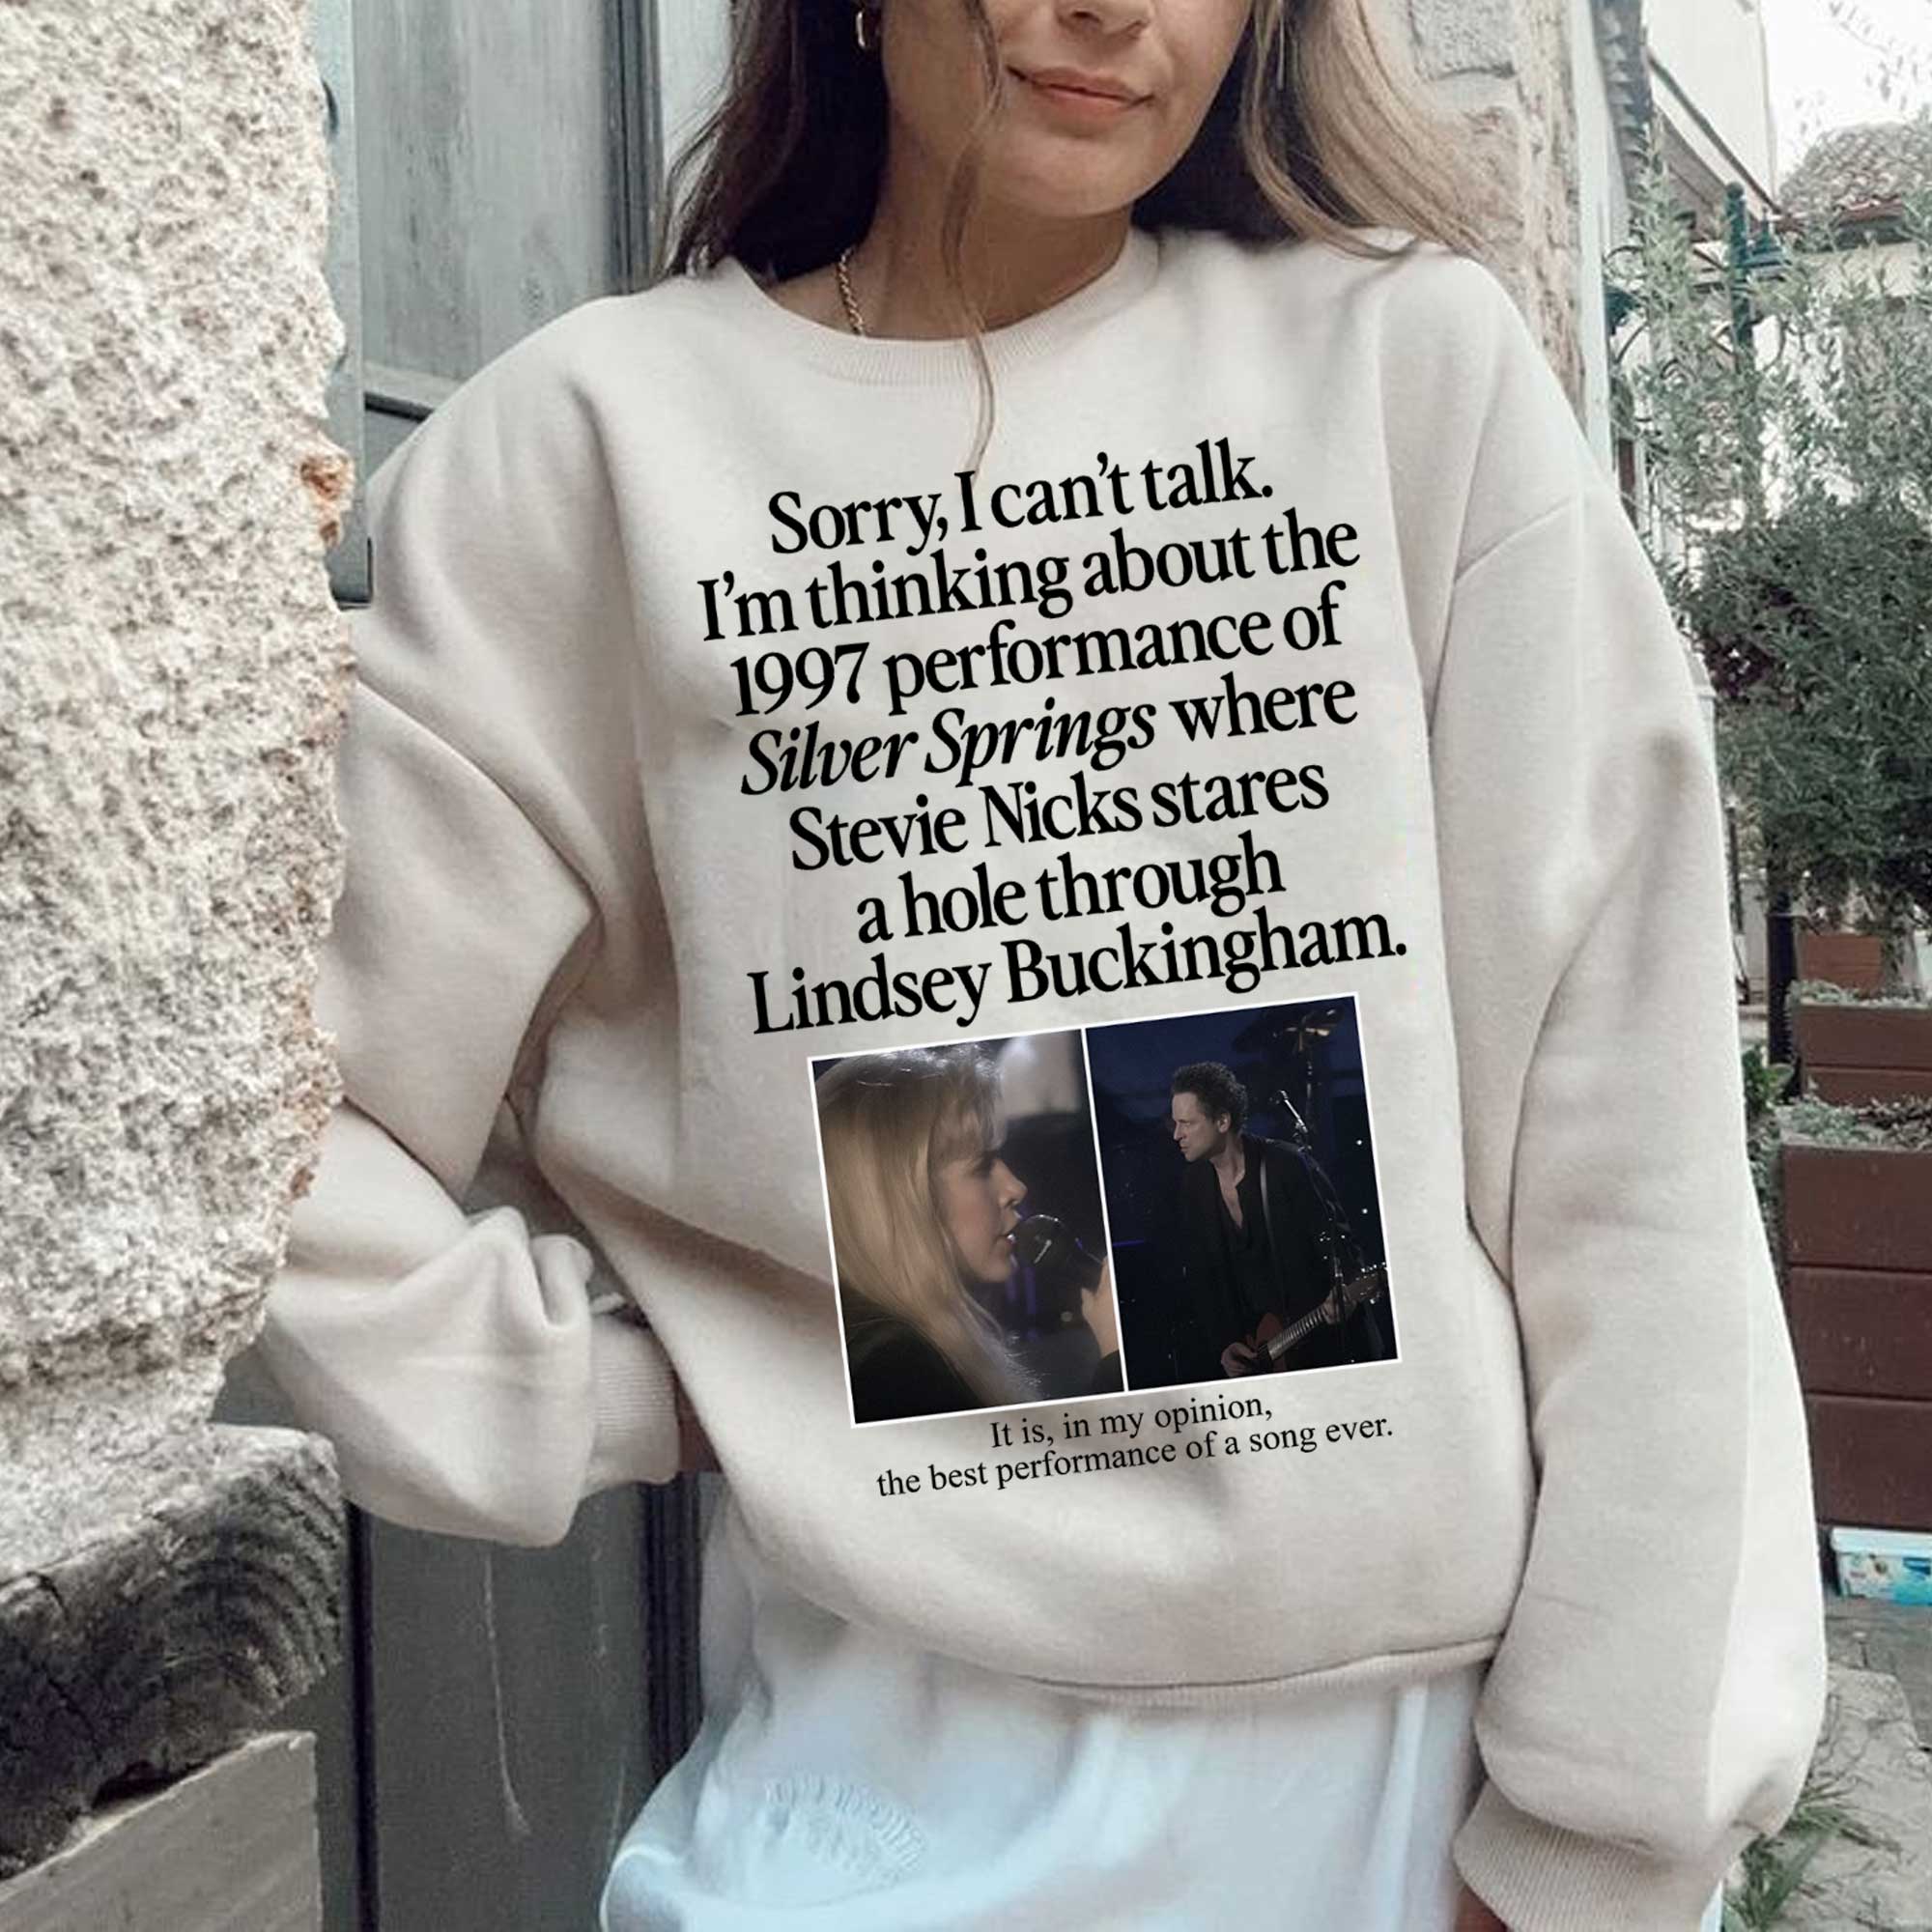 Sorry, I can't talk.
I'm thinking about the
1997 performance of
Silver Springs where
Stevie Nicks stares
a hole through
Lindsey Buckingham.
It is, in my opinion,
the best performance of a song ever.